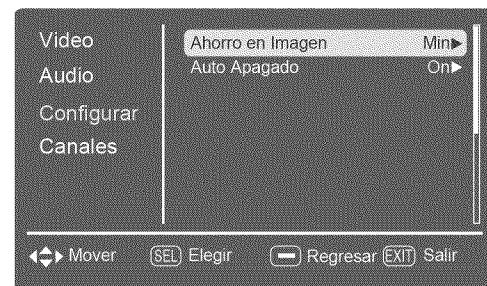 Video
Audio
Configurar
Canales
Ahorro en Imagen Min
Auto Apagado On
Mover SEL Elegir Regresar EXIT Salir